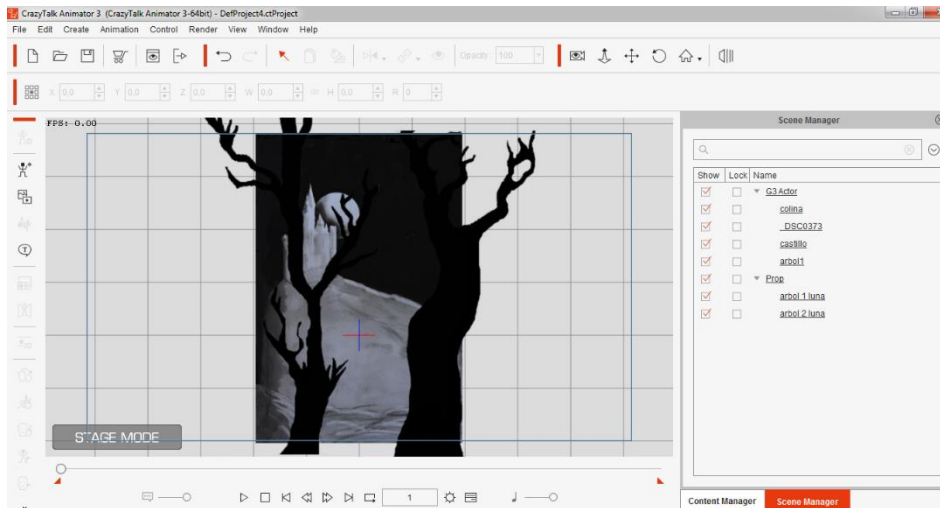 CrazyTalk Animator 3 (CrazyTalk Animator 3-64bit) - DefProject4.ctProject
File Edit Create Animation Control Render View Window Help
Opacity 100
X 0.0 Y 0.0 Z 0.0 W 0.0 H 0.0 R 0
FPS: 0.00
STAGE MODE
1
Scene Manager
Show Lock Name
G3 Actor
colina
_DSC0373
castillo
arbol1
Prop
arbol 1 luna
arbol 2 luna
Content Manager Scene Manager